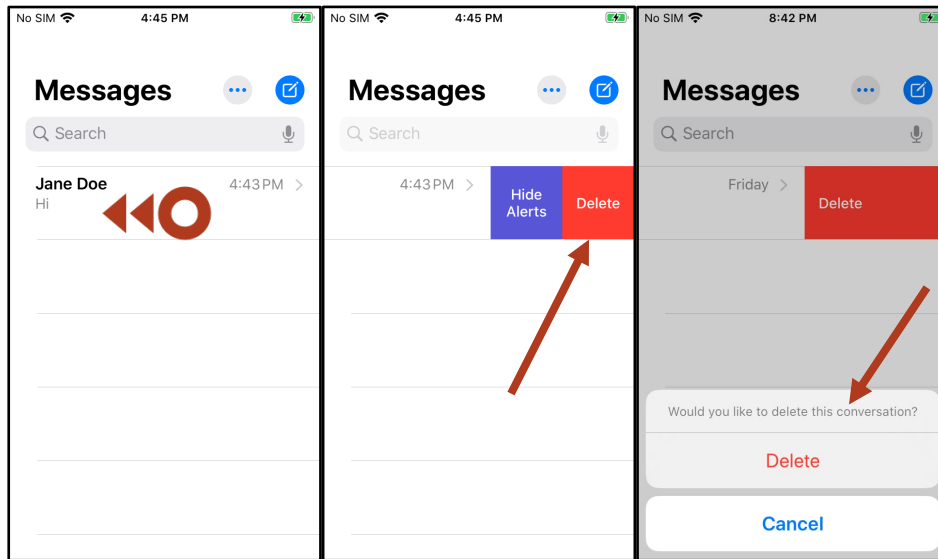 No SIM 4:45 PM
Messages
Search
Jane Doe 4:43 PM
Hi
No SIM 4:45 PM
Messages
Search
4:43 PM Hide Alerts Delete
No SIM 8:42 PM
Messages
Search
Friday Delete
Would you like to delete this conversation?
Delete
Cancel